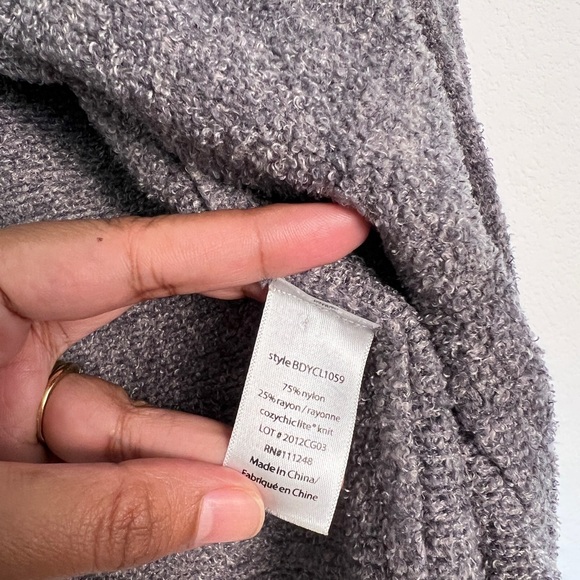 style BDYCL1059
75% nylon
25% rayon/rayonne
cozychic lite® knit
LOT # 2012CG03
RN#111248
Made in China/
Fabriqué en Chine